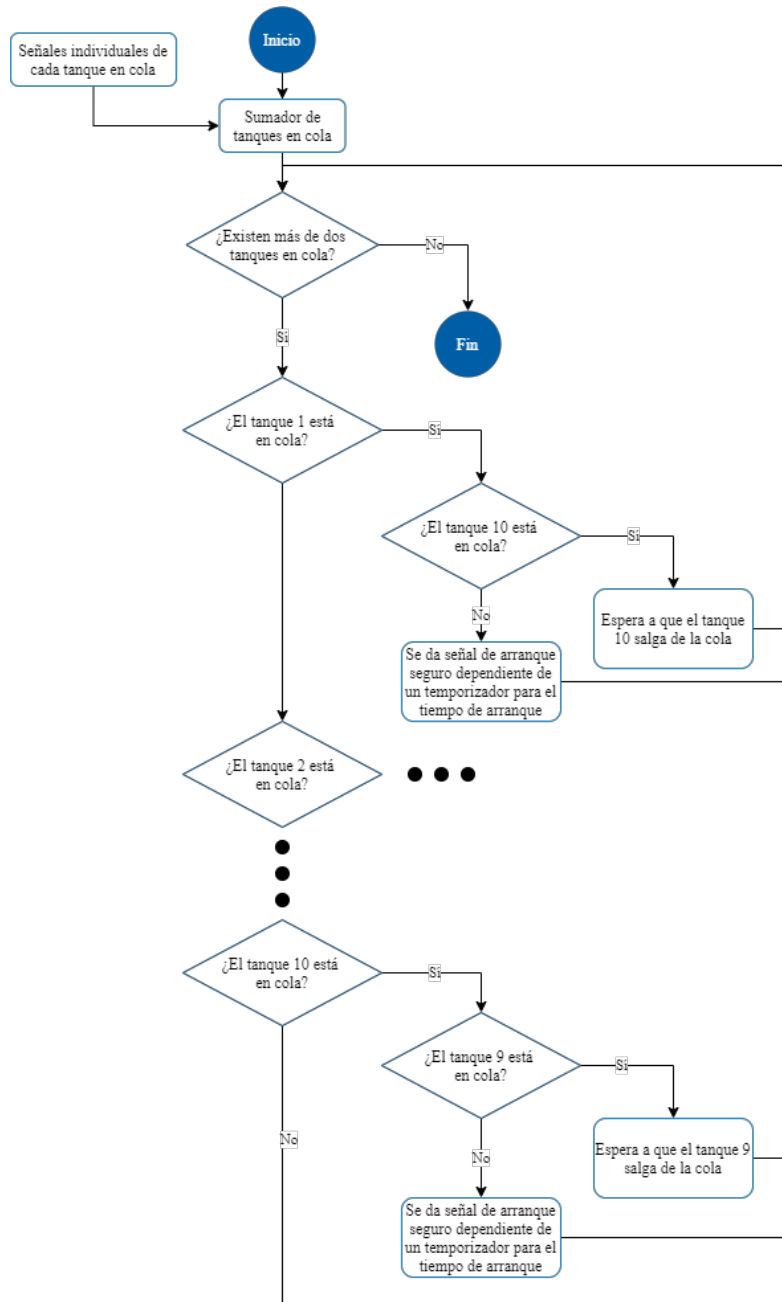 Inicio
Señales individuales de
cada tanque en cola
Sumador de
tanques en cola
¿Existen más de dos
tanques en cola?
No
Fin
Sí
¿El tanque 1 está
en cola?
Sí
¿El tanque 10 está
en cola?
Sí
No
Espera a que el tanque
10 salga de la cola
Se da señal de arranque
seguro dependiente de
un temporizador para el
tiempo de arranque
¿El tanque 2 está
en cola?
¿El tanque 10 está
en cola?
Sí
¿El tanque 9 está
en cola?
Sí
No
No
Espera a que el tanque 9
salga de la cola
Se da señal de arranque
seguro dependiente de
un temporizador para el
tiempo de arranque